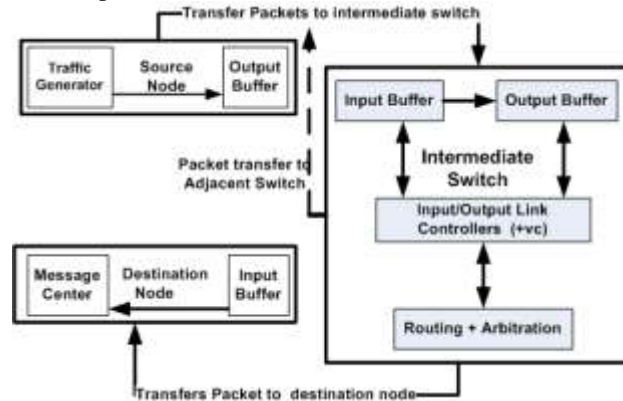 Transfer Packets to intermediate switch
Traffic
Generator
Source
Node
Output
Buffer
Input Buffer
Output Buffer
Packet transfer to
Adjacent Switch
Intermediate
Switch
Input/Output Link
Controllers (+vc)
Message
Center
Destination
Node
Input
Buffer
Routing + Arbitration
Transfers Packet to destination node